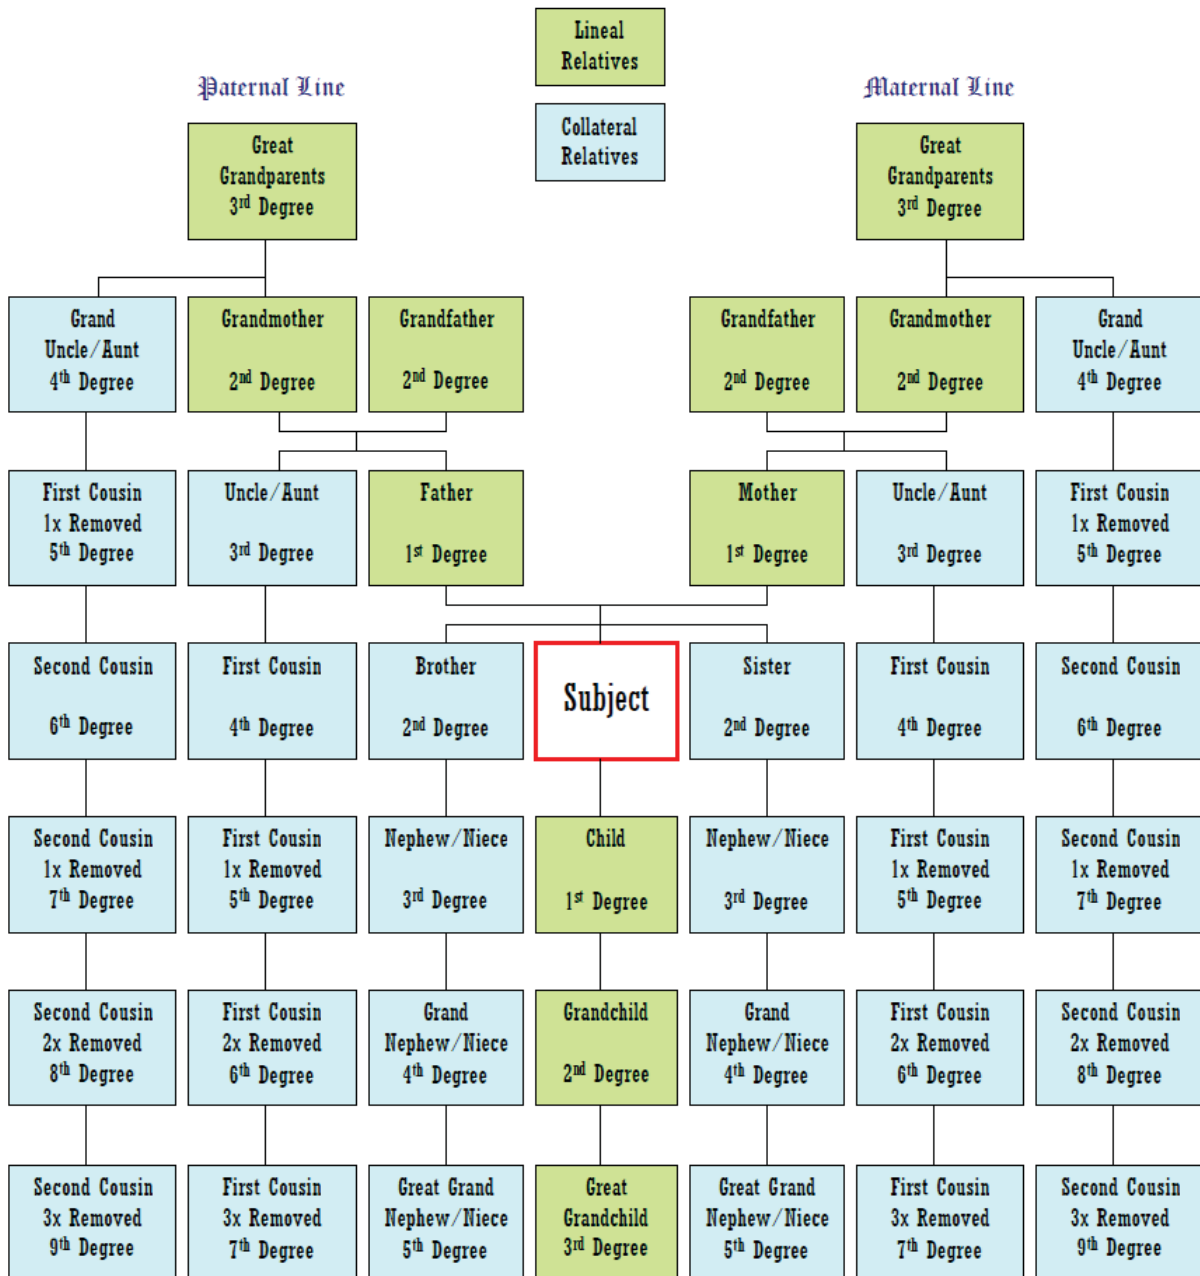 Lineal
Relatives
Paternal Line
Maternal Line
Collateral
Relatives
Great
Grandparents
3rd Degree
Great
Grandparents
3rd Degree
Grand
Uncle/Aunt
4th Degree
Grandmother
2nd Degree
Grandfather
2nd Degree
Grandfather
2nd Degree
Grandmother
2nd Degree
Grand
Uncle/Aunt
4th Degree
First Cousin
1x Removed
5th Degree
Uncle/Aunt
3rd Degree
Father
1st Degree
Mother
1st Degree
Uncle/Aunt
3rd Degree
First Cousin
1x Removed
5th Degree
Second Cousin
6th Degree
First Cousin
4th Degree
Brother
2nd Degree
Subject
Sister
2nd Degree
First Cousin
4th Degree
Second Cousin
6th Degree
Second Cousin
1x Removed
7th Degree
First Cousin
1x Removed
5th Degree
Nephew/Niece
3rd Degree
Child
1st Degree
Nephew/Niece
3rd Degree
First Cousin
1x Removed
5th Degree
Second Cousin
1x Removed
7th Degree
Second Cousin
2x Removed
8th Degree
First Cousin
2x Removed
6th Degree
Grand
Nephew/Niece
4th Degree
Grandchild
2nd Degree
Grand
Nephew/Niece
4th Degree
First Cousin
2x Removed
6th Degree
Second Cousin
2x Removed
8th Degree
Second Cousin
3x Removed
9th Degree
First Cousin
3x Removed
7th Degree
Great Grand
Nephew/Niece
5th Degree
Great
Grandchild
3rd Degree
Great Grand
Nephew/Niece
5th Degree
First Cousin
3x Removed
7th Degree
Second Cousin
3x Removed
9th Degree